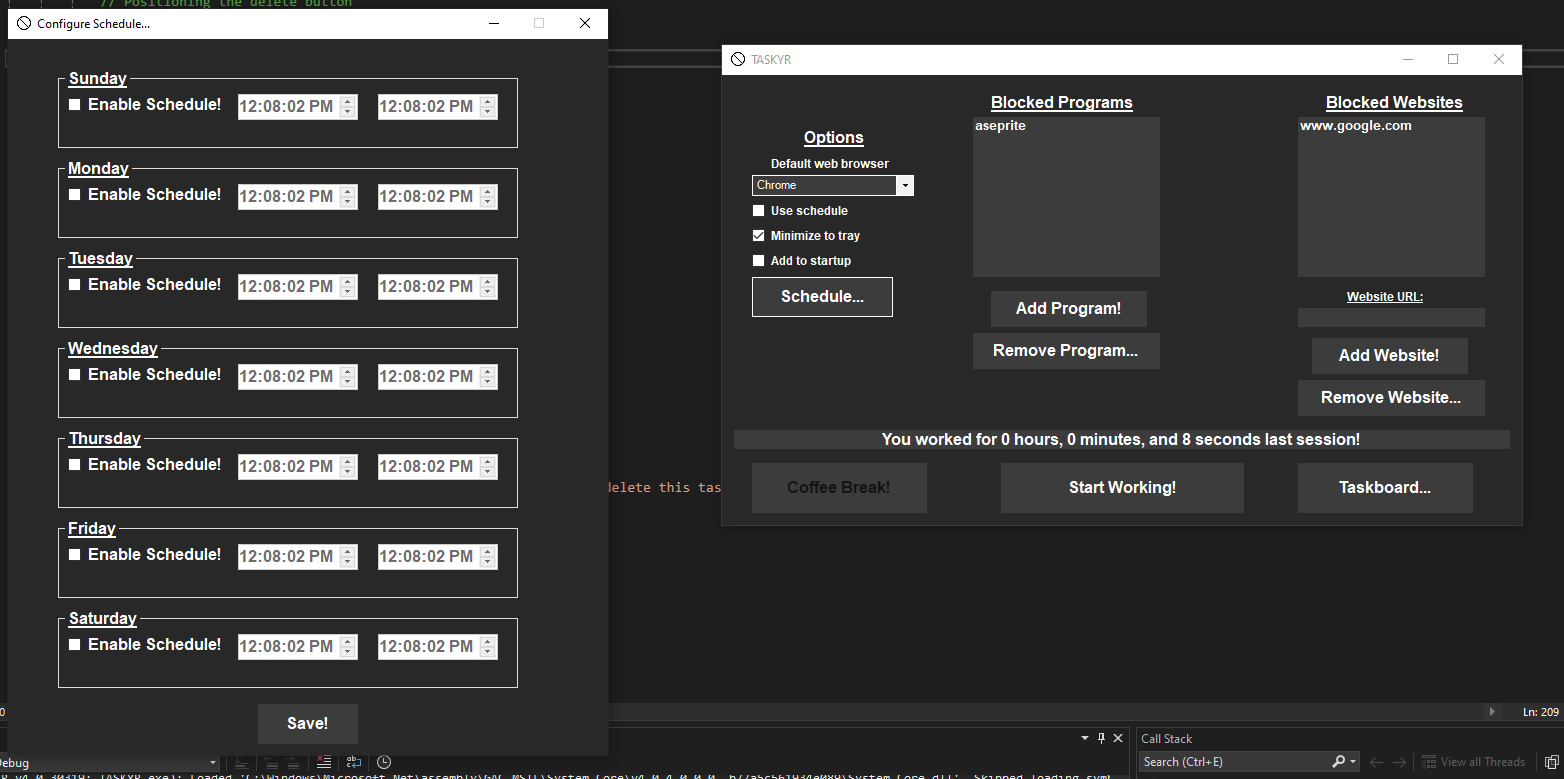 // Positioning the delete button
Configure Schedule...
Sunday
Enable Schedule! 12:08:02 PM 12:08:02 PM
Monday
Enable Schedule! 12:08:02 PM 12:08:02 PM
Tuesday
Enable Schedule! 12:08:02 PM 12:08:02 PM
Wednesday
Enable Schedule! 12:08:02 PM 12:08:02 PM
Thursday
Enable Schedule! 12:08:02 PM 12:08:02 PM
Friday
Enable Schedule! 12:08:02 PM 12:08:02 PM
Saturday
Enable Schedule! 12:08:02 PM 12:08:02 PM
Save!
TASKYR
Options
Default web browser
Chrome
Use schedule
Minimize to tray
Add to startup
Schedule...
Blocked Programs
aseprite
Add Program!
Remove Program...
Blocked Websites
www.google.com
Website URL:
Add Website!
Remove Website...
You worked for 0 hours, 0 minutes, and 8 seconds last session!
Coffee Break!
Start Working!
Taskboard...
delete this tas
Ln: 209
Call Stack
ebug
Search (Ctrl+E)
View all Threads